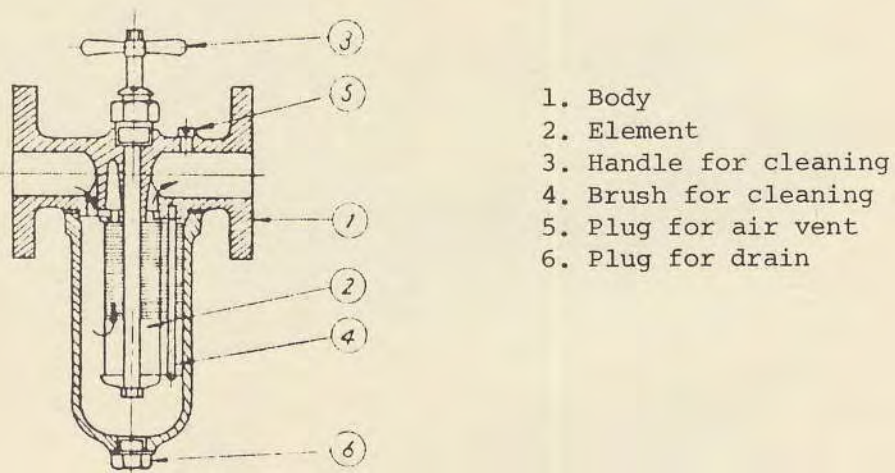 3
5
1
2
4
6
1. Body
2. Element
3. Handle for cleaning
4. Brush for cleaning
5. Plug for air vent
6. Plug for drain